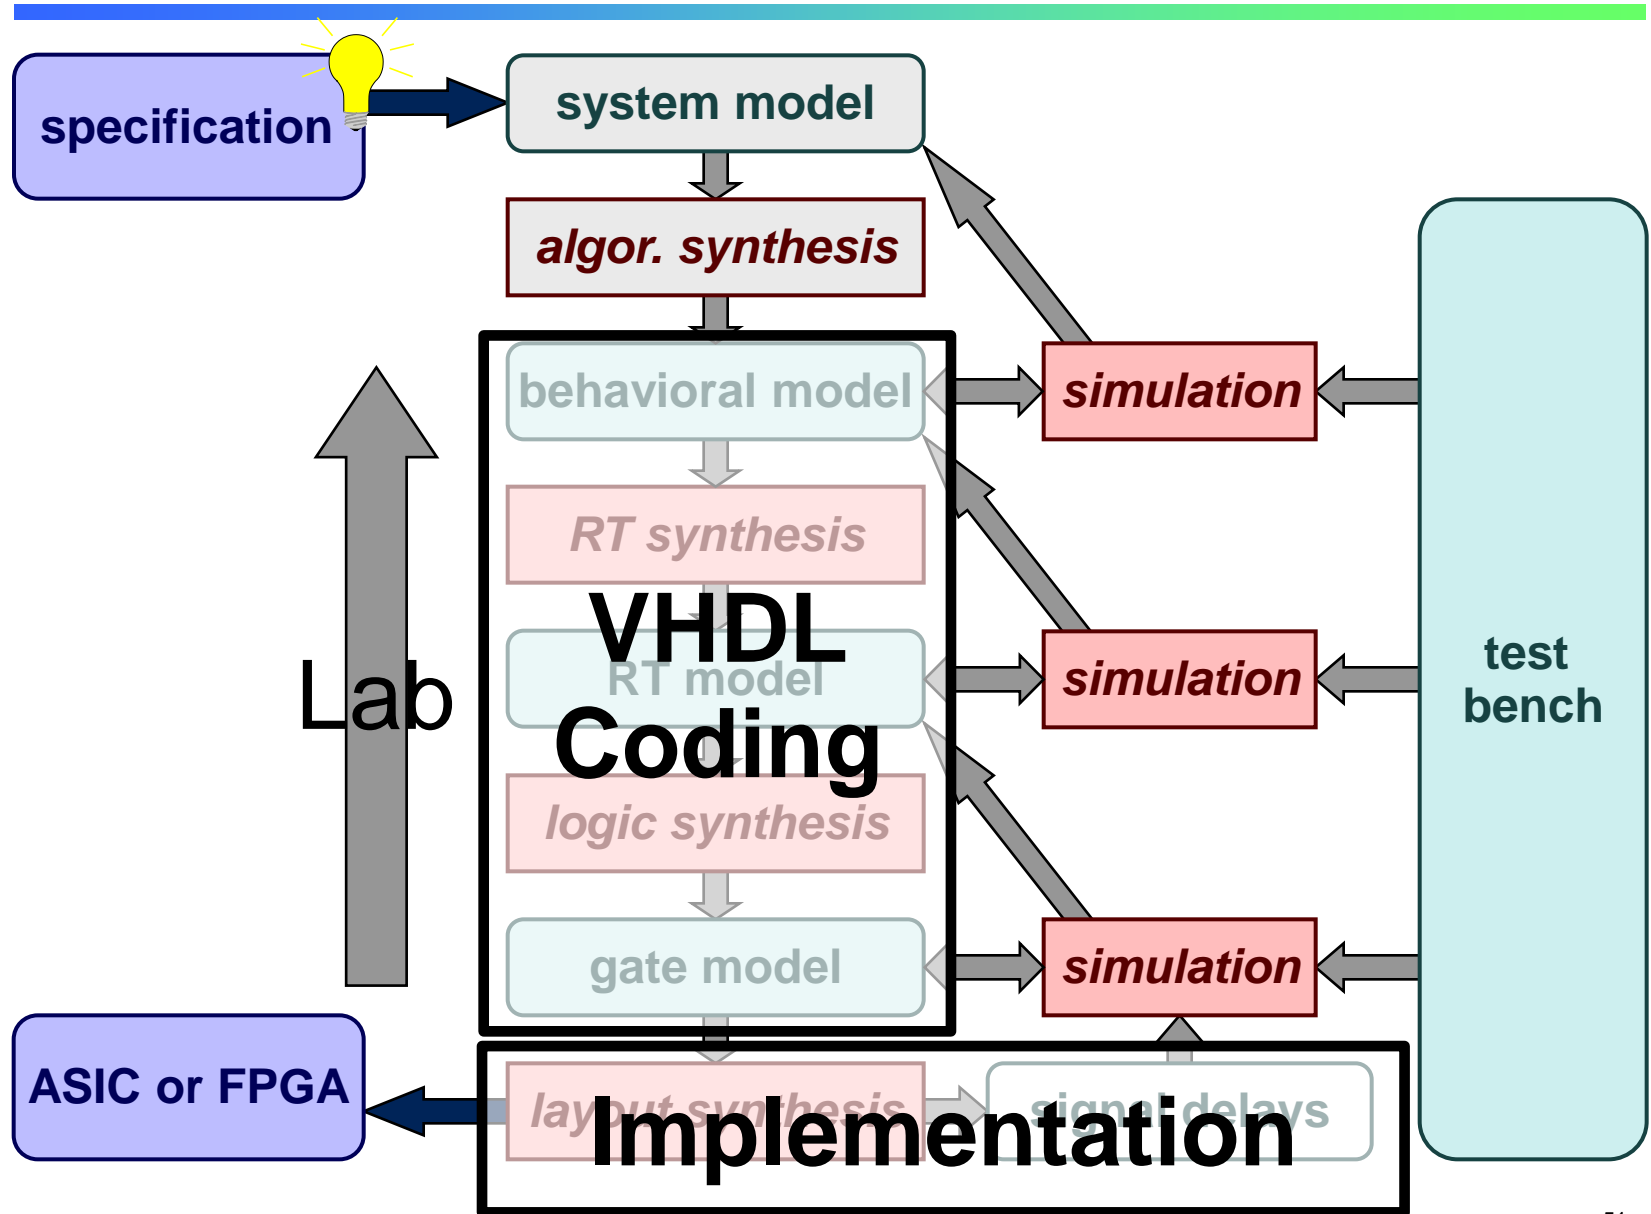 specification
system model
algor. synthesis
behavioral model
simulation
RT synthesis
VHDL
Lab
RT model
simulation
test
bench
Coding
logic synthesis
gate model
simulation
ASIC or FPGA
layout synthesis
signal delays
Implementation